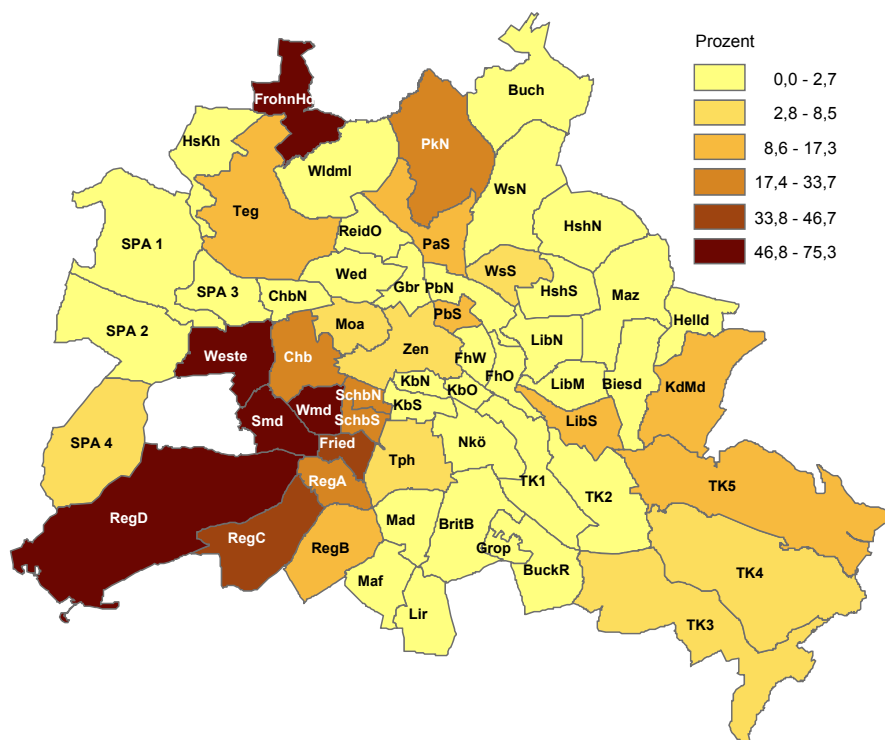 Prozent
0,0 - 2,7
2,8 - 8,5
8,6 - 17,3
17,4 - 33,7
33,8 - 46,7
46,8 - 75,3
FrohnHe
Buch
HsKh
PkN
Wldml
WsN
Teg
HshN
ReidO
SPA 1
PaS
WsS
Wed
Gbr
PbN
HshS
SPA 3
ChbN
Maz
PbS
Helld
SPA 2
Moa
Zen
LibN
Weste
Chb
FhW
FhO
KbN
LibM
Biesd
KdMd
SchbN
KbO
Wmd
KbS
Smd
SchbS
LibS
SPA 4
Fried
Nkö
Tph
RegA
TK1
TK2
TK5
RegD
Mad
BritB
RegC
RegB
Grop
BuckR
TK4
Maf
Lir
TK3